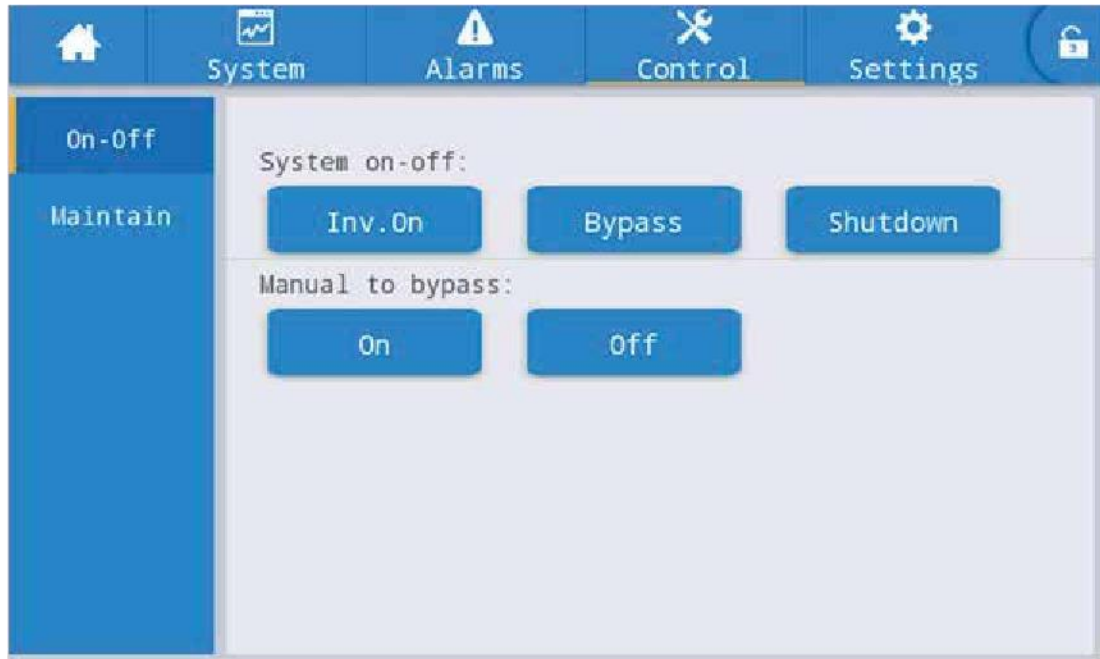 System Alarms Control Settings
On-Off
Maintain
System on-off:
Inv.On Bypass Shutdown
Manual to bypass:
On Off